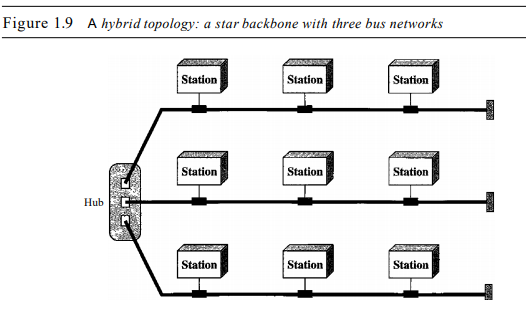 Figure 1.9 A hybrid topology: a star backbone with three bus networks
Station Station Station
Station Station Station
Hub
Station Station Station